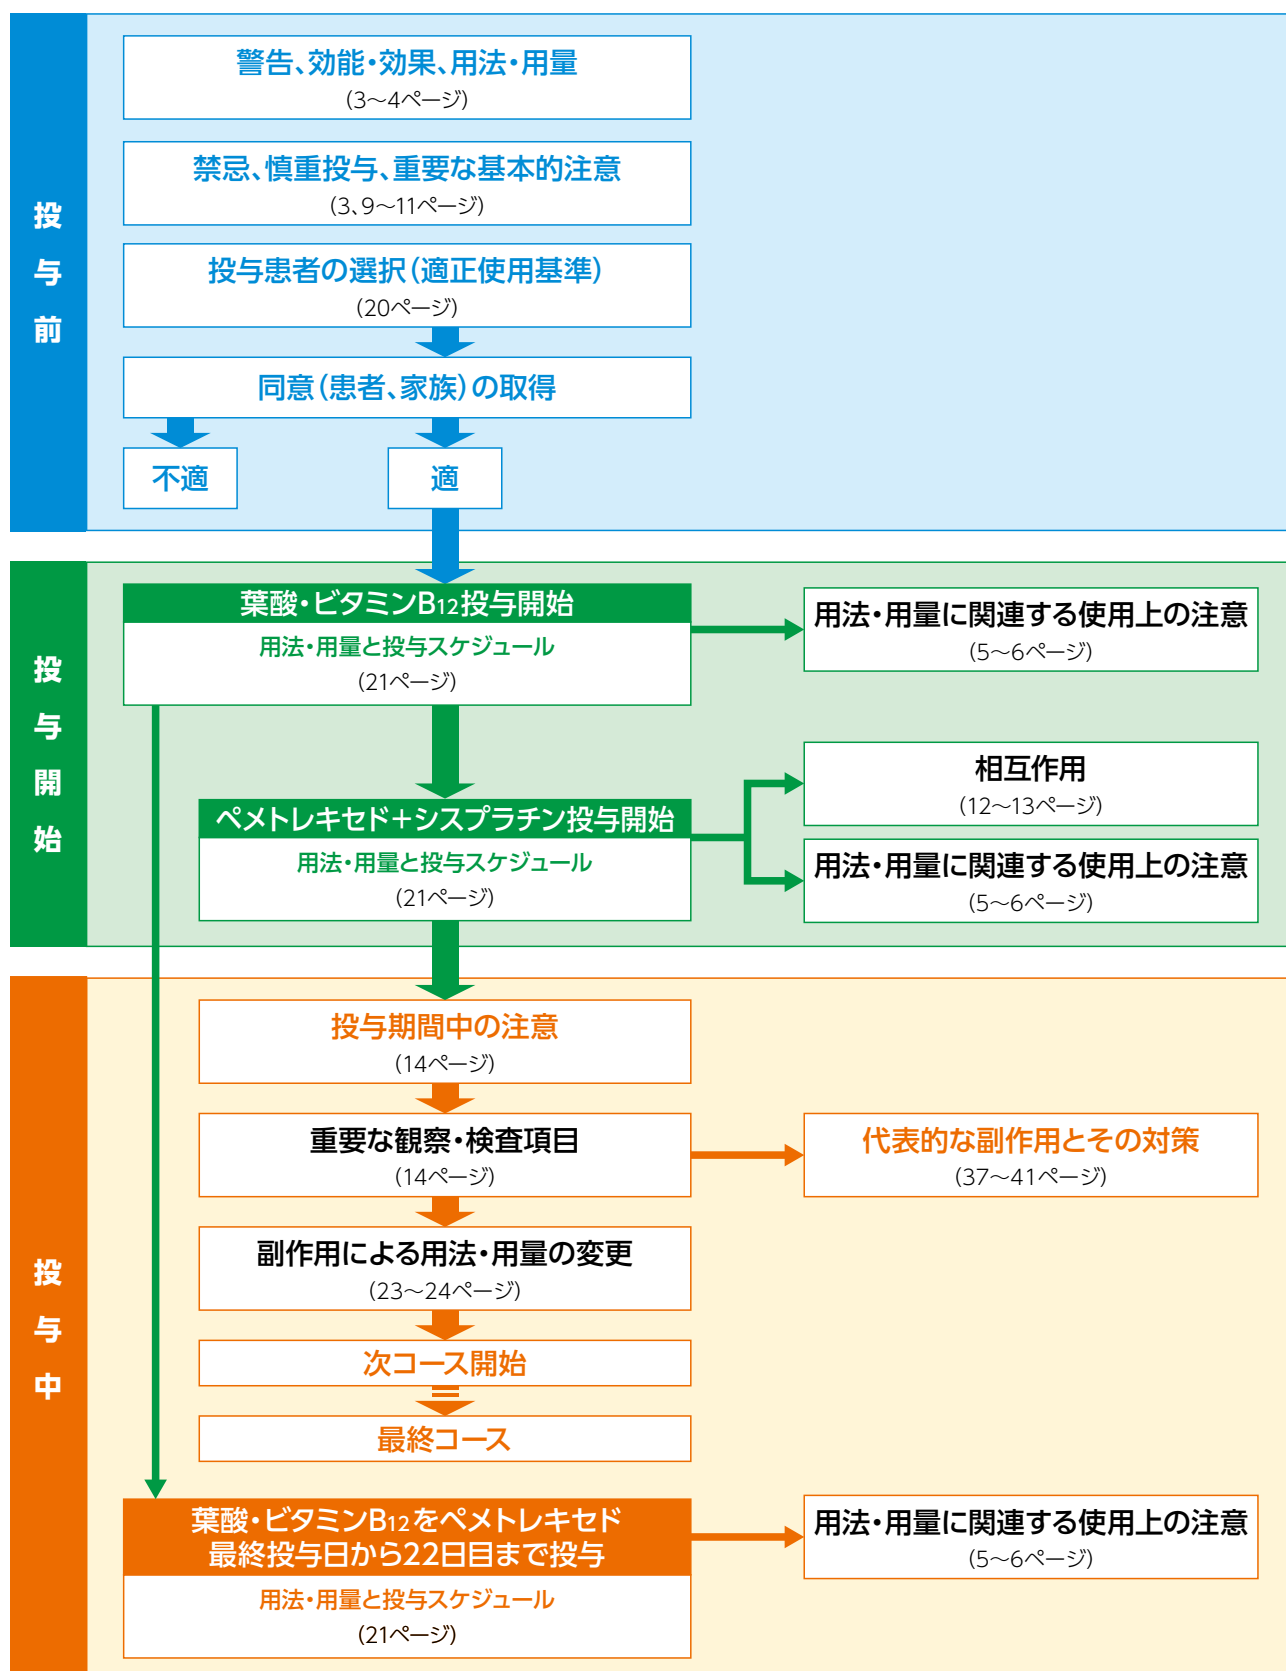 投与前
警告、効能・効果、用法・用量
（3～4ページ）
禁忌、慎重投与、重要な基本的注意
（3、9～11ページ）
投与患者の選択（適正使用基準）
（20ページ）
同意（患者、家族）の取得
不適
適
投与開始
葉酸・ビタミンB12投与開始
用法・用量と投与スケジュール
（21ページ）
用法・用量に関連する使用上の注意
（5～6ページ）
相互作用
（12～13ページ）
ペメトレキセド＋シスプラチン投与開始
用法・用量と投与スケジュール
（21ページ）
用法・用量に関連する使用上の注意
（5～6ページ）
投与中
投与期間中の注意
（14ページ）
重要な観察・検査項目
（14ページ）
代表的な副作用とその対策
（37～41ページ）
副作用による用法・用量の変更
（23～24ページ）
次コース開始
最終コース
葉酸・ビタミンB12をペメトレキセド
最終投与日から22日目まで投与
用法・用量と投与スケジュール
（21ページ）
用法・用量に関連する使用上の注意
（5～6ページ）